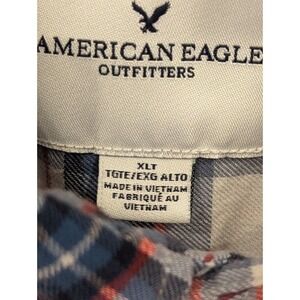 AMERICAN EAGLE
OUTFITTERS
XLT
TGTE/EXG ALTO
MADE IN VIETNAM
FABRIQUÉ AU
VIETNAM